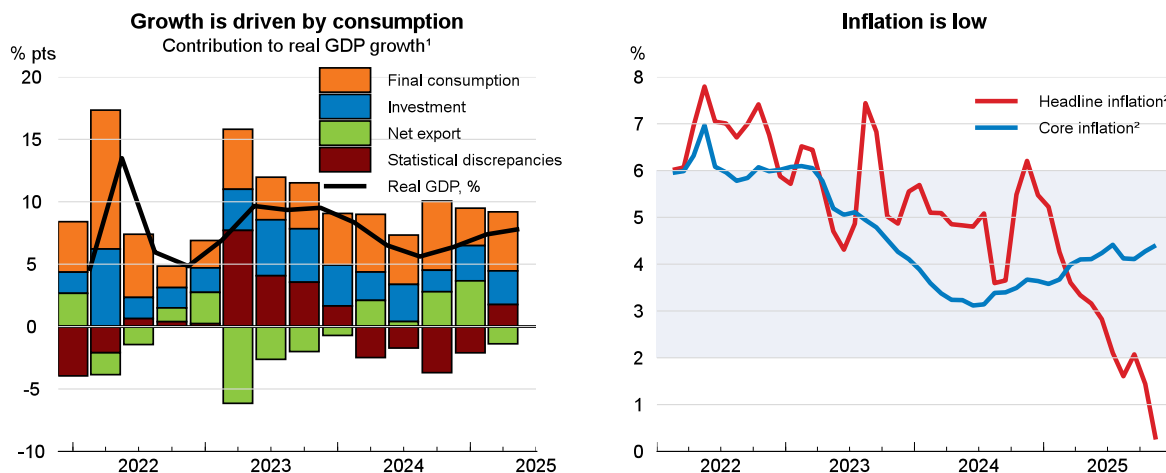 Growth is driven by consumption
Contribution to real GDP growth¹
% pts
Final consumption
Investment
Net export
Statistical discrepancies
Real GDP, %
20
15
10
5
0
-5
-10
2022
2023
2024
2025
Inflation is low
%
Headline inflation²
Core inflation²
8
7
6
5
4
3
2
1
0
2022
2023
2024
2025